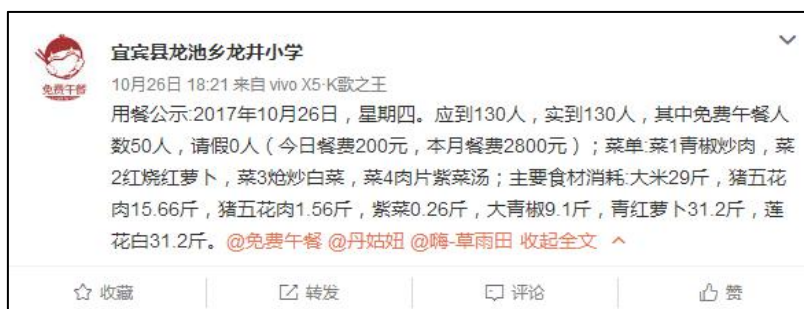 宜宾县龙池乡龙井小学
免费午餐
10月26日 18:21 来自 vivo X5·K歌之王
用餐公示:2017年10月26日，星期四。应到130人，实到130人，其中免费午餐人
数50人，请假0人（今日餐费200元，本月餐费2800元）；菜单:菜1青椒炒肉，菜
2红烧红萝卜，菜3炝炒白菜，菜4肉片紫菜汤；主要食材消耗:大米29斤，猪五花
肉15.66斤，猪五花肉1.56斤，紫菜0.26斤，大青椒9.1斤，青红萝卜31.2斤，莲
花白31.2斤。@免费午餐 @丹姑妞 @嗨-草雨田 收起全文
收藏 转发 评论 赞